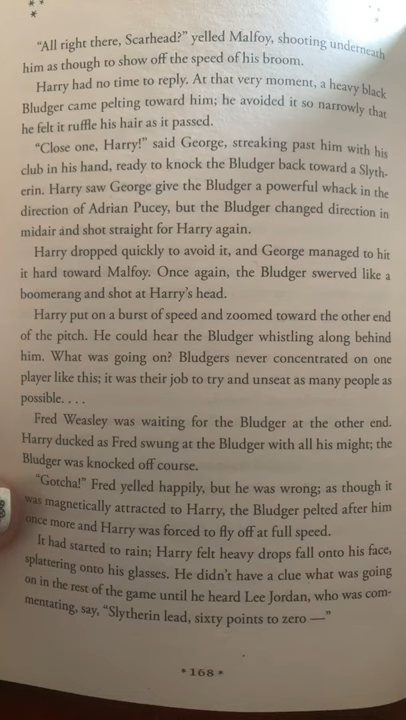 "All right there, Scarhead?" yelled Malfoy, shooting underneath
him as though to show off the speed of his broom.
Harry had no time to reply. At that very moment, a heavy black
Bludger came pelting toward him; he avoided it so narrowly that
he felt it ruffle his hair as it passed.
"Close one, Harry!" said George, streaking past him with his
club in his hand, ready to knock the Bludger back toward a Slyth-
erin. Harry saw George give the Bludger a powerful whack in the
direction of Adrian Pucey, but the Bludger changed direction in
midair and shot straight for Harry again.
Harry dropped quickly to avoid it, and George managed to hit
it hard toward Malfoy. Once again, the Bludger swerved like a
boomerang and shot at Harry's head.
Harry put on a burst of speed and zoomed toward the other end
of the pitch. He could hear the Bludger whistling along behind
him. What was going on? Bludgers never concentrated on one
player like this; it was their job to try and unseat as many people as
possible. . . .
Fred Weasley was waiting for the Bludger at the other end.
Harry ducked as Fred swung at the Bludger with all his might; the
Bludger was knocked off course.
"Gotcha!" Fred yelled happily, but he was wrong; as though it
was magnetically attracted to Harry, the Bludger pelted after him
once more and Harry was forced to fly off at full speed.
It had started to rain; Harry felt heavy drops fall onto his face,
splattering onto his glasses. He didn't have a clue what was going
on in the rest of the game until he heard Lee Jordan, who was com-
mentating, say, "Slytherin lead, sixty points to zero —"
* 168 *